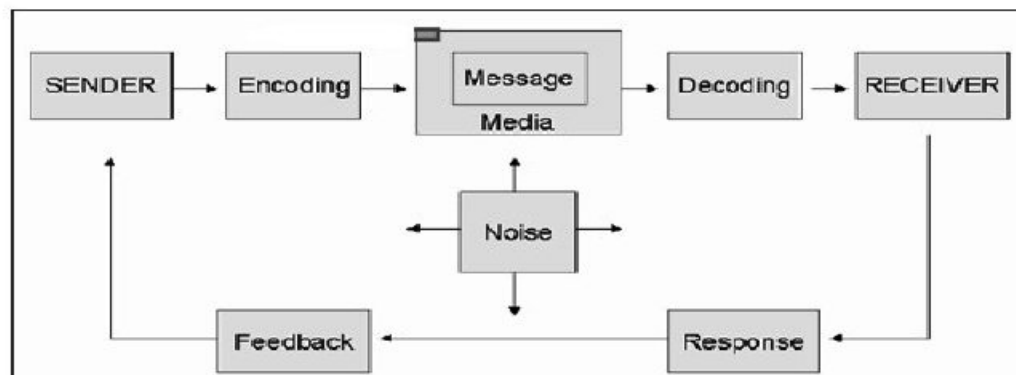 SENDER
Encoding
Message
Media
Decoding
RECEIVER
Noise
Feedback
Response